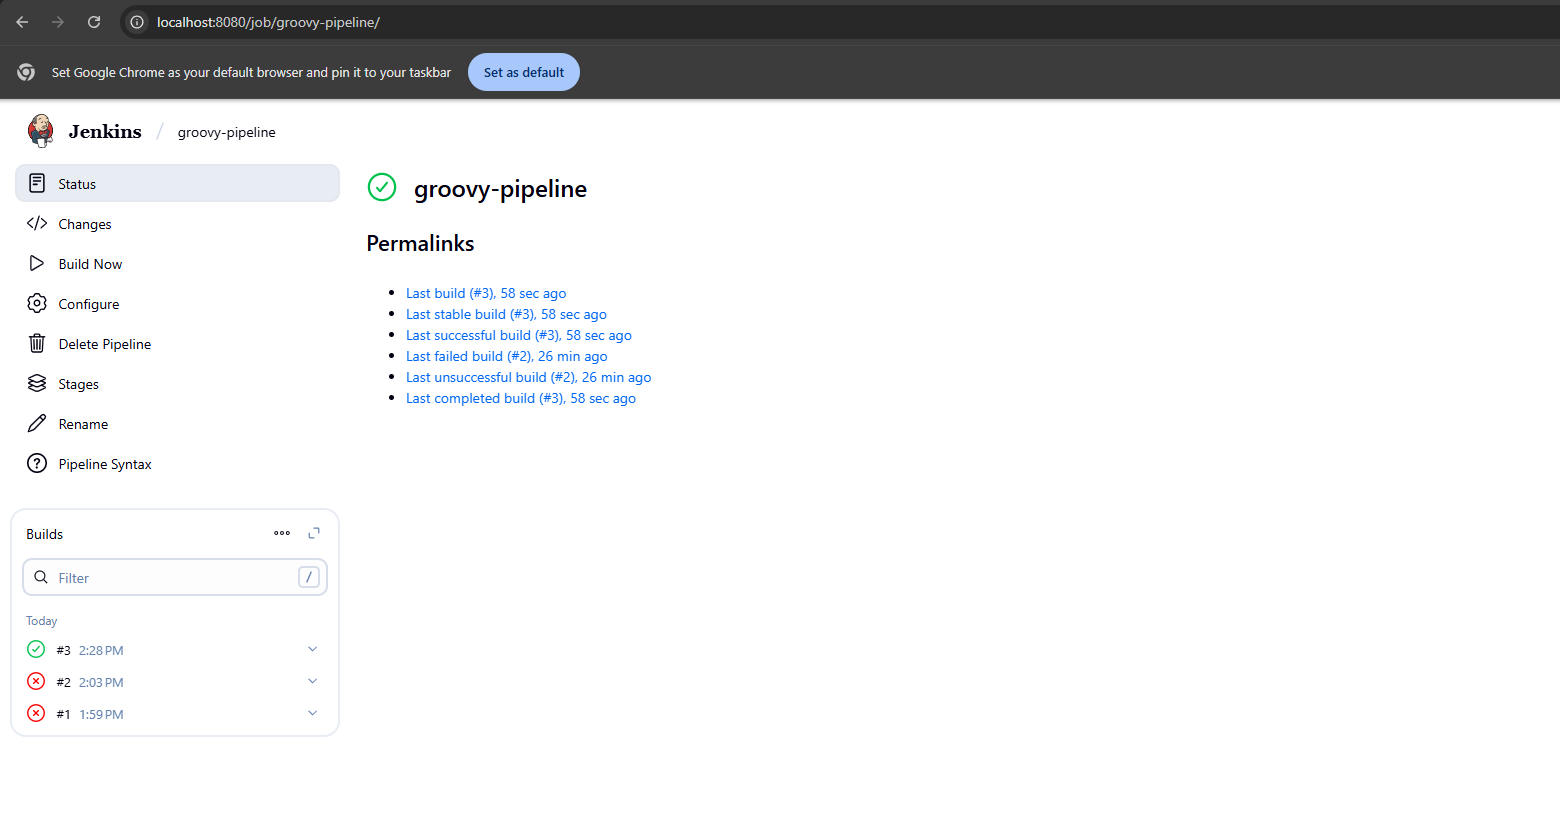 localhost:8080/job/groovy-pipeline/
Set Google Chrome as your default browser and pin it to your taskbar Set as default
Jenkins / groovy-pipeline
Status
Changes
Build Now
Configure
Delete Pipeline
Stages
Rename
Pipeline Syntax
Builds
Filter /
Today
#3 2:28 PM
#2 2:03 PM
#1 1:59 PM
groovy-pipeline
Permalinks
Last build (#3), 58 sec ago
Last stable build (#3), 58 sec ago
Last successful build (#3), 58 sec ago
Last failed build (#2), 26 min ago
Last unsuccessful build (#2), 26 min ago
Last completed build (#3), 58 sec ago